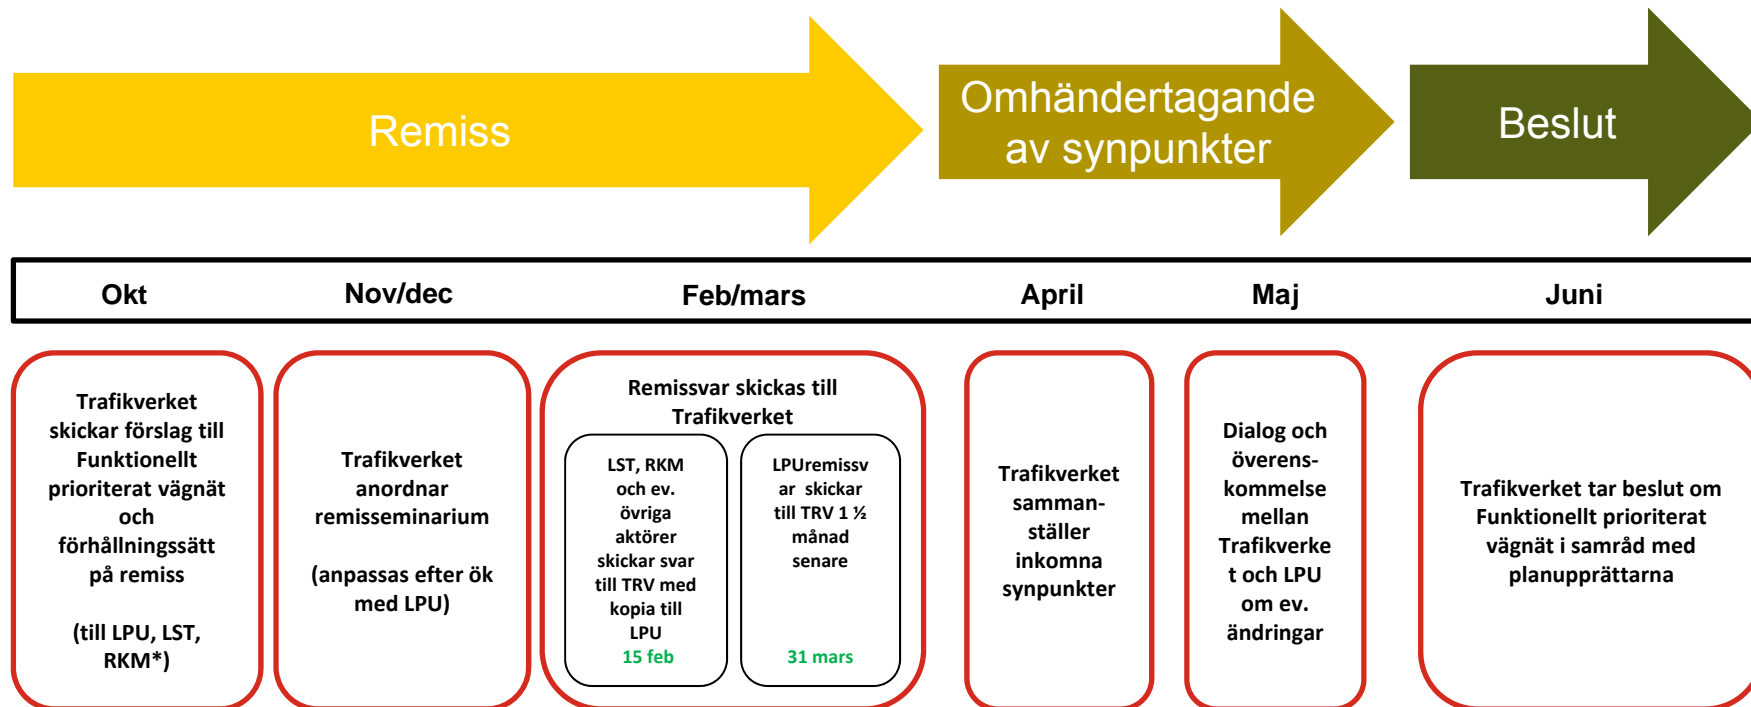 Remiss
Omhändertagande
av synpunkter
Beslut
Okt
Nov/dec
Feb/mars
April
Maj
Juni
Trafikverket
skickar förslag till
Funktionellt
prioriterat vägnät
och
förhållningssätt
på remiss
(till LPU, LST,
RKM*)
Trafikverket
anordnar
remisseminarium
(anpassas efter ök
med LPU)
Remissvar skickas till
Trafikverket
LST, RKM
och ev.
övriga
aktörer
skickar svar
till TRV med
kopia till
LPU
15 feb
LPUremissv
ar skickar
till TRV 1 ½
månad
senare
31 mars
Trafikverket
samman-
ställer
inkomna
synpunkter
Dialog och
överens-
kommelse
mellan
Trafikverke
t och LPU
om ev.
ändringar
Trafikverket tar beslut om
Funktionellt prioriterat
vägnät i samråd med
planupprättarna